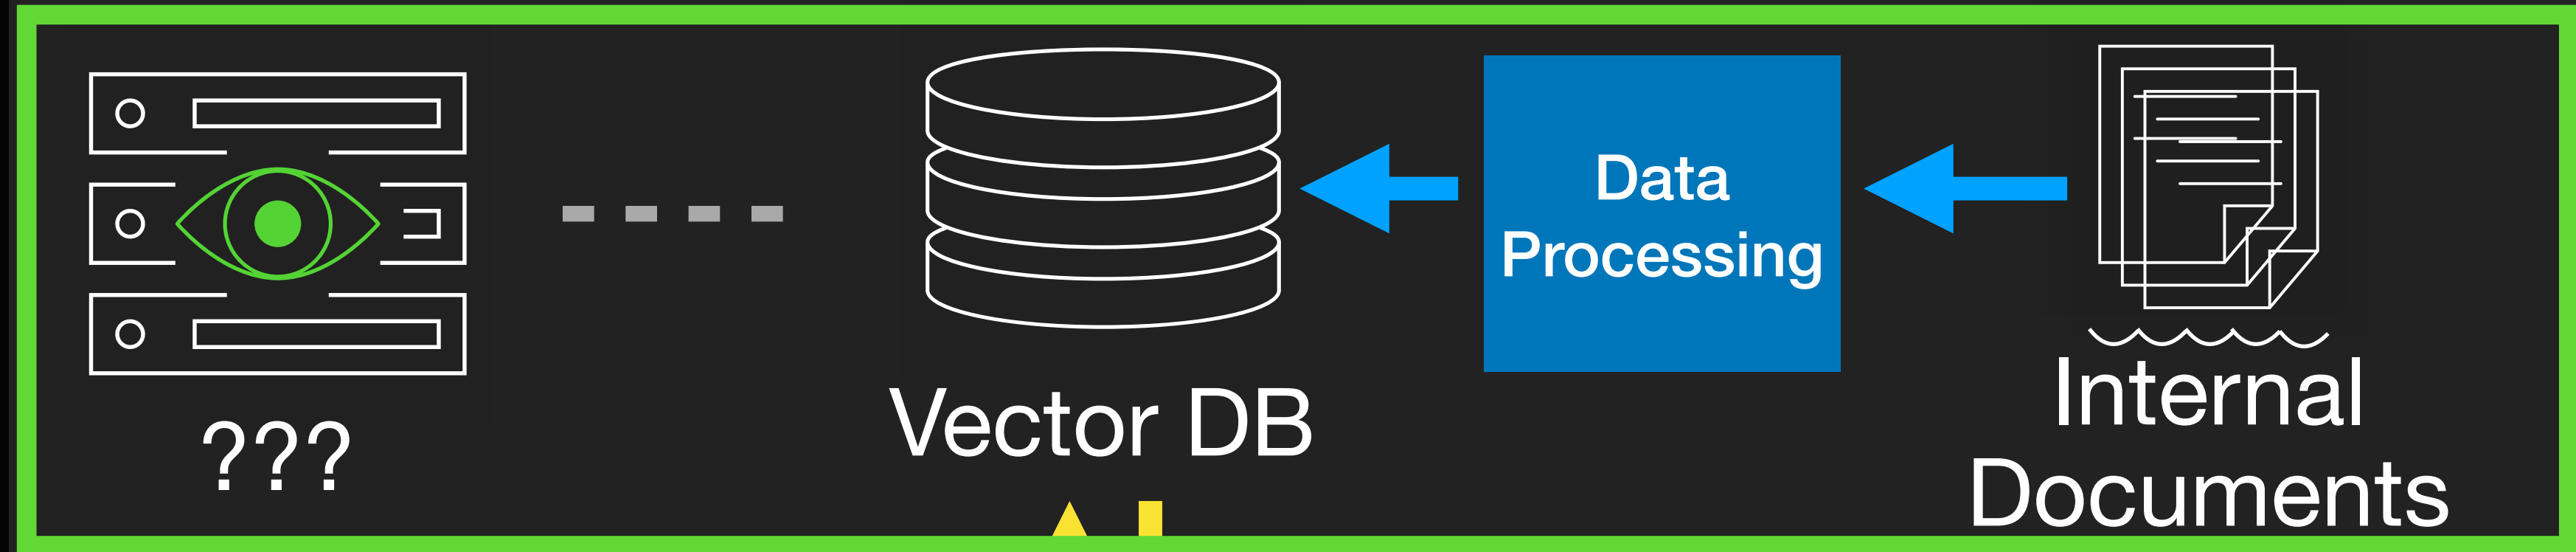 ???
Vector DB
Data
Processing
Internal
Documents